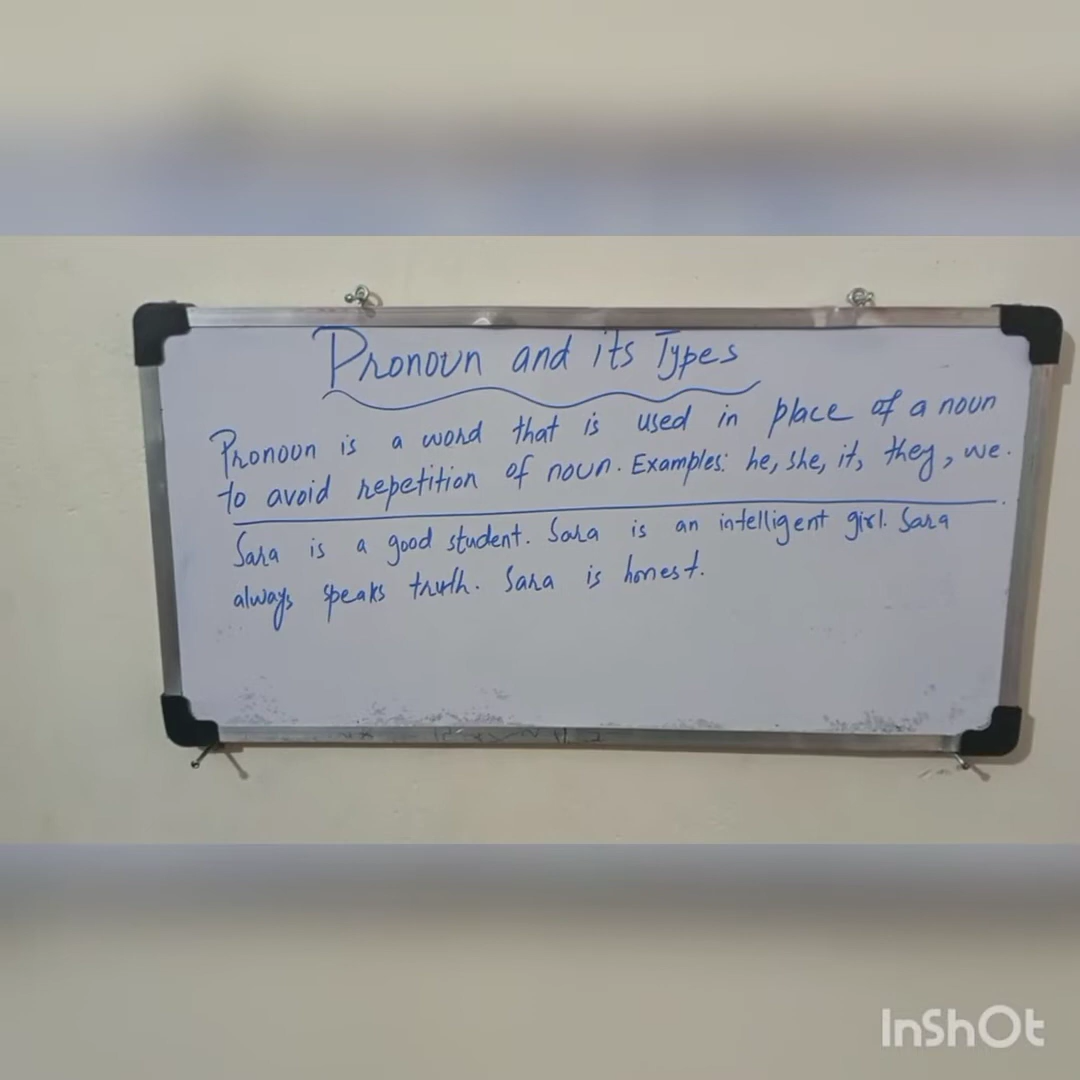 Pronoun and its Types
Pronoun is a word that is used in place of a noun
to avoid repetition of noun. Examples: he, she, it, they, we.
Sara is a good student. Sara is an intelligent girl. Sara
always speaks truth. Sara is honest.
InShOt